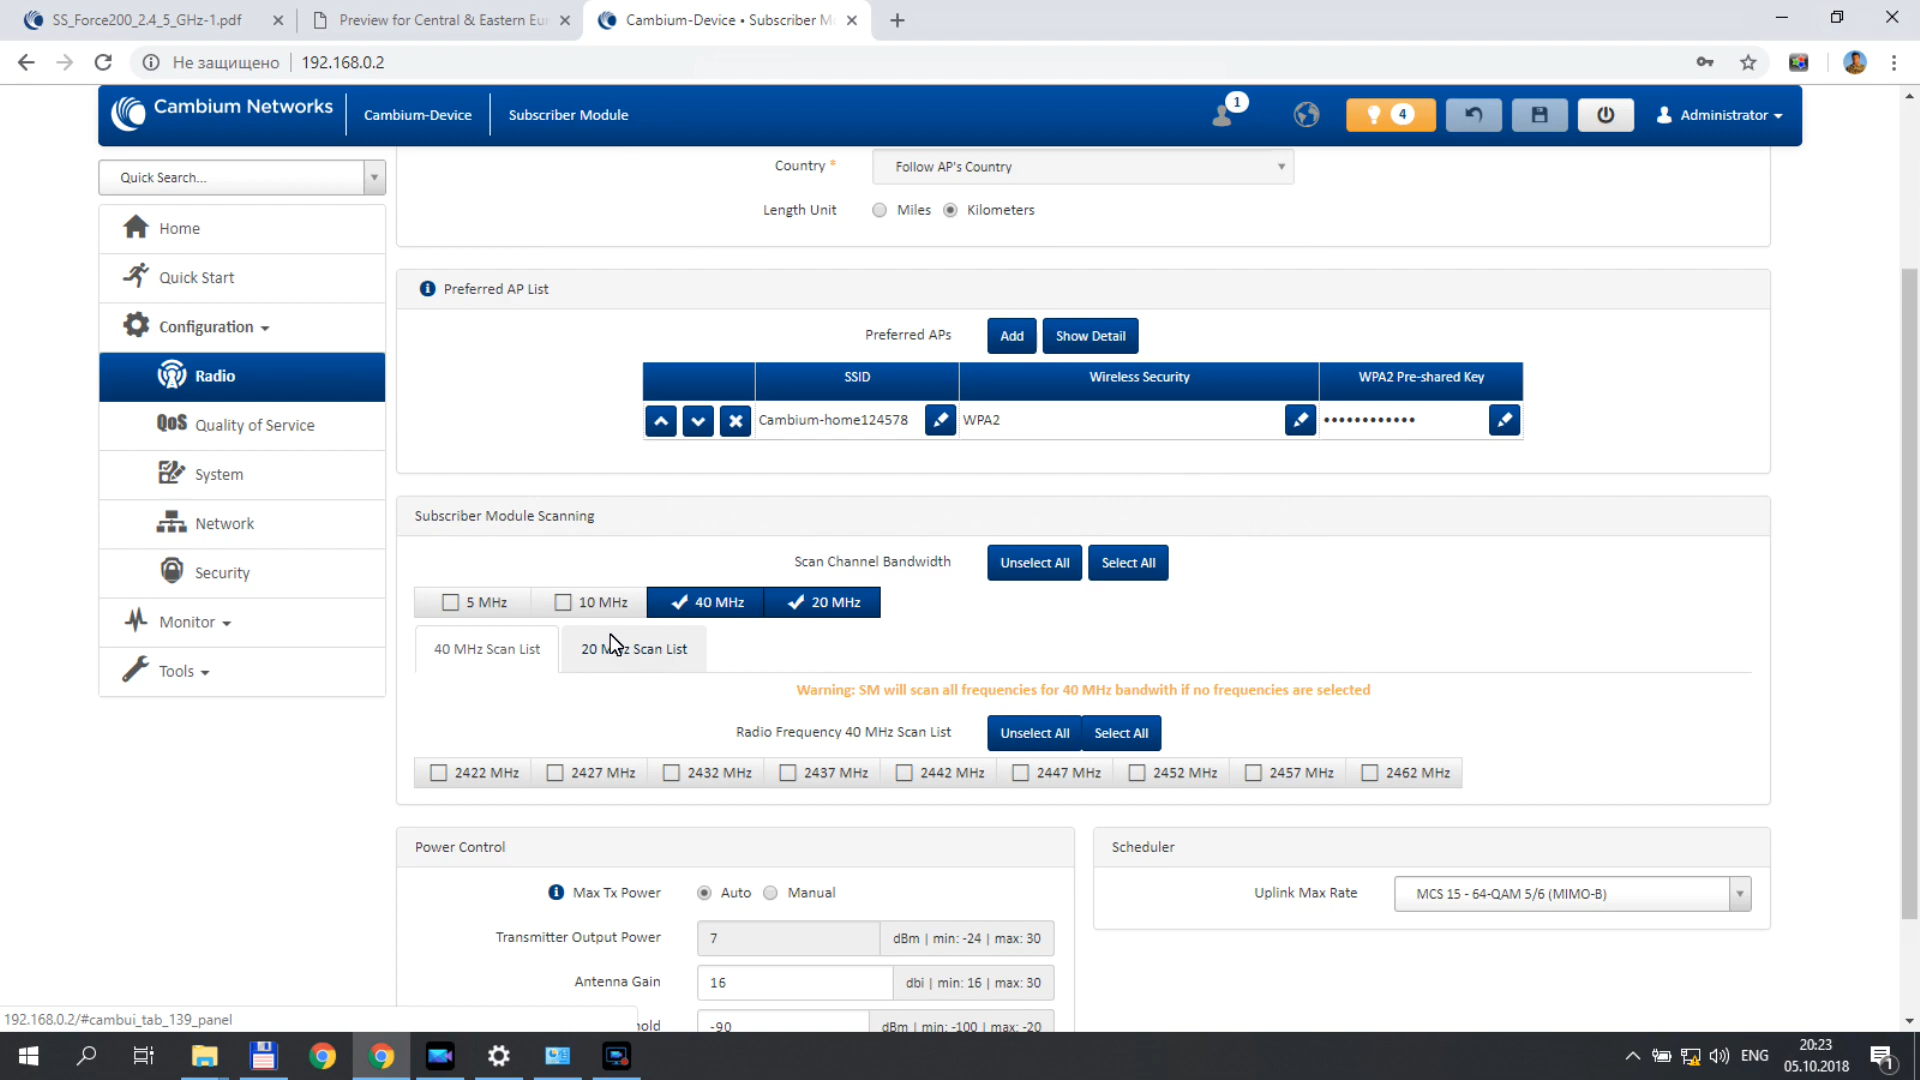 SS_Force200_2.4_5_GHz-1.pdf
Preview for Central & Eastern Eur
Cambium-Device • Subscriber M
Не защищено
192.168.0.2
Cambium Networks
Cambium-Device
Subscriber Module
1
4
Administrator
Quick Search...
Home
Quick Start
Configuration
Radio
QoS Quality of Service
System
Network
Security
Monitor
Tools
Country *
Follow AP's Country
Length Unit
Miles
Kilometers
Preferred AP List
Preferred APs
Add
Show Detail
SSID
Wireless Security
WPA2 Pre-shared Key
Cambium-home124578
WPA2
••••••••••••
Subscriber Module Scanning
Scan Channel Bandwidth
Unselect All
Select All
5 MHz
10 MHz
40 MHz
20 MHz
40 MHz Scan List
20 MHz Scan List
Warning: SM will scan all frequencies for 40 MHz bandwith if no frequencies are selected
Radio Frequency 40 MHz Scan List
Unselect All
Select All
2422 MHz
2427 MHz
2432 MHz
2437 MHz
2442 MHz
2447 MHz
2452 MHz
2457 MHz
2462 MHz
Power Control
Max Tx Power
Auto
Manual
Transmitter Output Power
7
dBm | min: -24 | max: 30
Antenna Gain
16
dbi | min: 16 | max: 30
-90
dBm | min: -100 | max: -20
Scheduler
Uplink Max Rate
MCS 15 - 64-QAM 5/6 (MIMO-B)
192.168.0.2/#cambui_tab_139_panel
ENG
20:23
05.10.2018
1